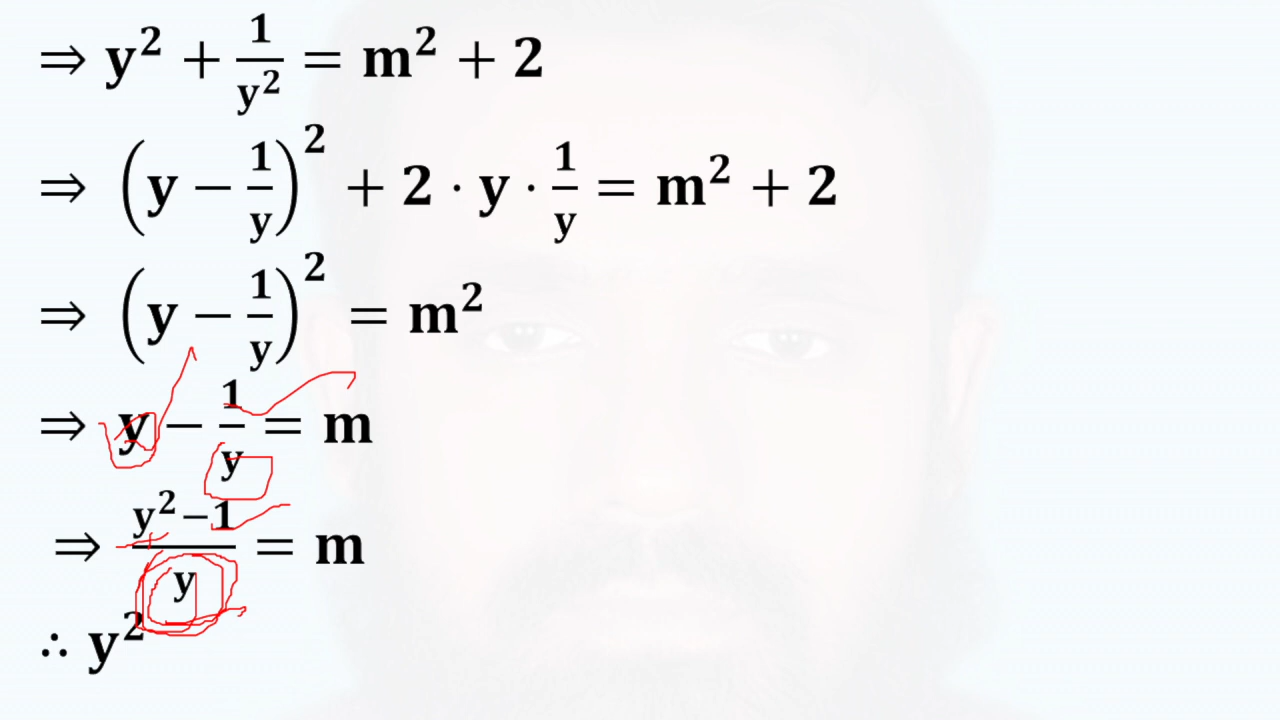 ⇒ y² + 1/y² = m² + 2
⇒ (y − 1/y)² + 2 · y · 1/y = m² + 2
⇒ (y − 1/y)² = m²
⇒ y − 1/y = m
⇒ (y² − 1)/y = m
∴ y²